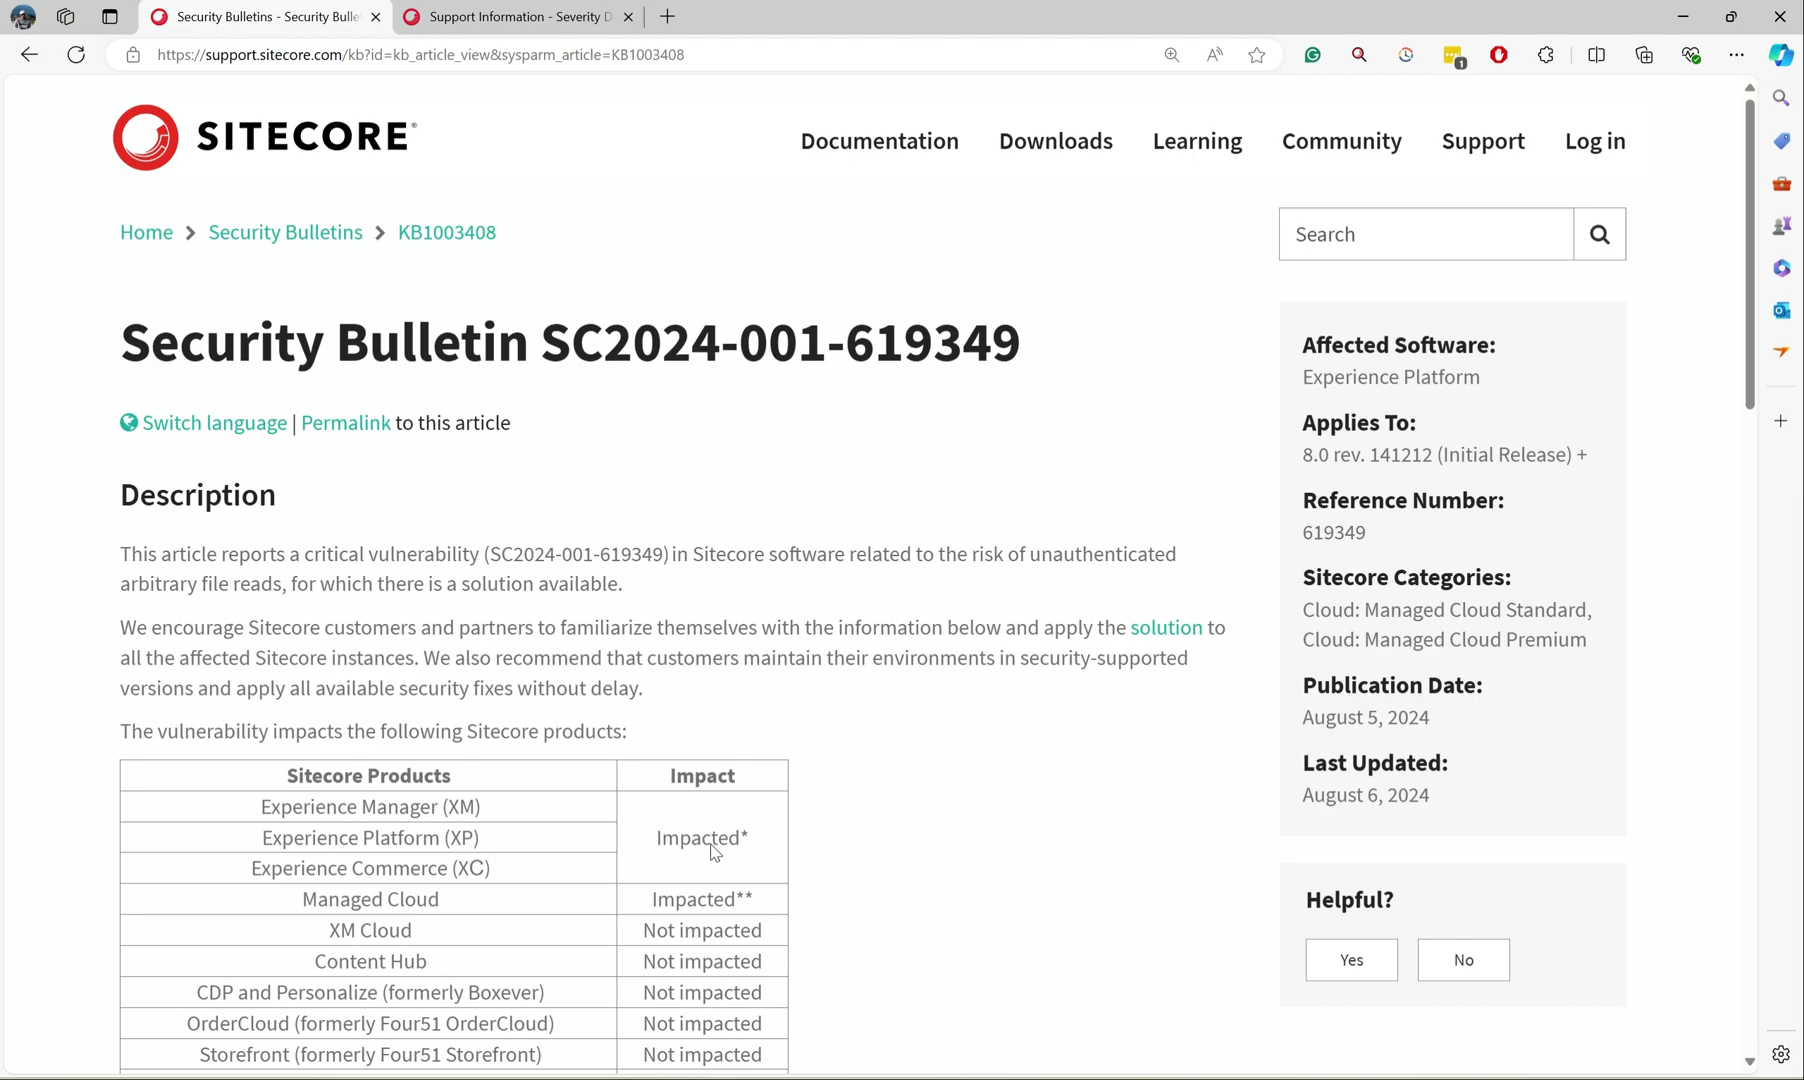 Security Bulletins - Security Bulle
Support Information - Severity D
https://support.sitecore.com/kb?id=kb_article_view&sysparm_article=KB1003408
1
SITECORE®
Documentation
Downloads
Learning
Community
Support
Log in
Home > Security Bulletins > KB1003408
Search
Security Bulletin SC2024-001-619349
Switch language | Permalink to this article
Description
This article reports a critical vulnerability (SC2024-001-619349) in Sitecore software related to the risk of unauthenticated
arbitrary file reads, for which there is a solution available.
We encourage Sitecore customers and partners to familiarize themselves with the information below and apply the solution to
all the affected Sitecore instances. We also recommend that customers maintain their environments in security-supported
versions and apply all available security fixes without delay.
The vulnerability impacts the following Sitecore products:
Sitecore Products Impact
Experience Manager (XM)
Experience Platform (XP) Impacted*
Experience Commerce (XC)
Managed Cloud Impacted**
XM Cloud Not impacted
Content Hub Not impacted
CDP and Personalize (formerly Boxever) Not impacted
OrderCloud (formerly Four51 OrderCloud) Not impacted
Storefront (formerly Four51 Storefront) Not impacted
Affected Software:
Experience Platform
Applies To:
8.0 rev. 141212 (Initial Release) +
Reference Number:
619349
Sitecore Categories:
Cloud: Managed Cloud Standard,
Cloud: Managed Cloud Premium
Publication Date:
August 5, 2024
Last Updated:
August 6, 2024
Helpful?
Yes
No